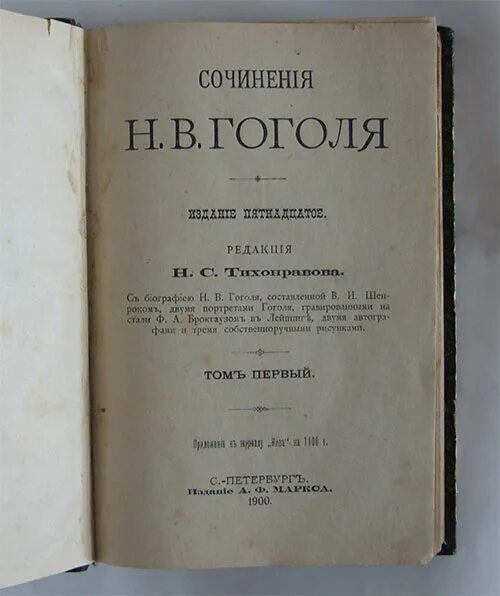 СОЧИНЕНІЯ
Н. В. ГОГОЛЯ
ИЗДАНІЕ ПЯТНАДЦАТОЕ.
РЕДАКЦІЯ
Н. С. Тихонравова.
Съ біографіею Н. В. Гоголя, составленной В. И. Шен-
рокомъ, двумя портретами Гоголя, гравированными на
стали Ф. А. Брокгаузомъ въ Лейпцигѣ, двумя автогра-
фами и тремя собственноручными рисунками.
ТОМЪ ПЕРВЫЙ.
Приложеніе къ журналу „Нива" на 1900 г.
С.-ПЕТЕРБУРГЪ.
Изданіе А. Ф. МАРКСА.
1900.